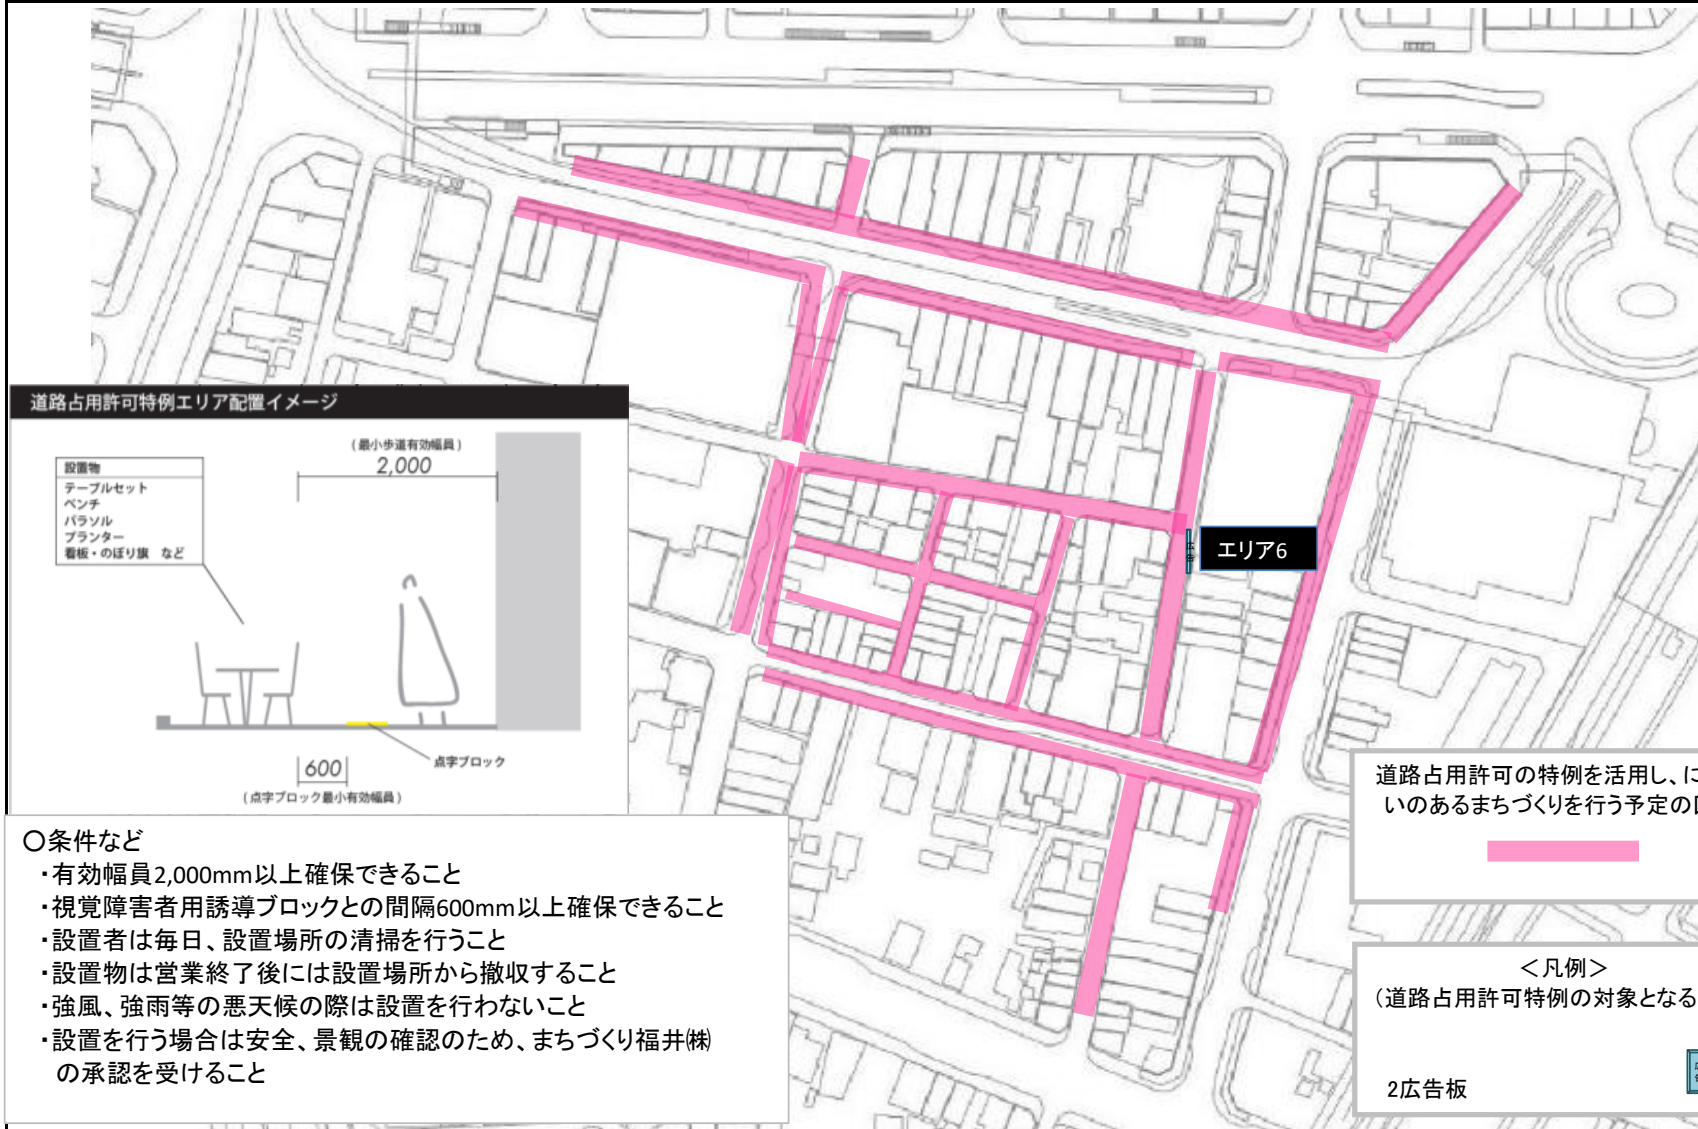 道路占用許可特例エリア配置イメージ
(最小歩道有効幅員)
2,000
設置物
テーブルセット
ベンチ
パラソル
プランター
看板・のぼり旗 など
点字ブロック
600
(点字ブロック最小有効幅員)
○条件など
・有効幅員2,000mm以上確保できること
・視覚障害者用誘導ブロックとの間隔600mm以上確保できること
・設置者は毎日、設置場所の清掃を行うこと
・設置物は営業終了後には設置場所から撤収すること
・強風、強雨等の悪天候の際は設置を行わないこと
・設置を行う場合は安全、景観の確認のため、まちづくり福井㈱
の承認を受けること
広告
エリア6
道路占用許可の特例を活用し、に
いのあるまちづくりを行う予定の
<凡例>
(道路占用許可特例の対象となる
2広告板